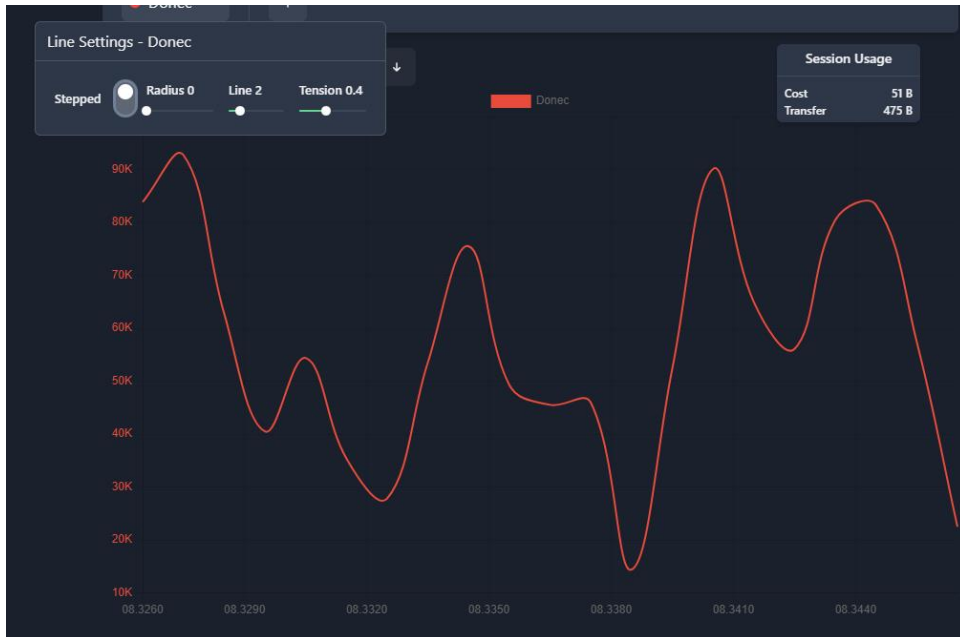 Donec
Line Settings - Donec
Stepped
Radius 0
Line 2
Tension 0.4
↓
Donec
Session Usage
Cost 51 B
Transfer 475 B
90K
80K
70K
60K
50K
40K
30K
20K
10K
08.3260 08.3290 08.3320 08.3350 08.3380 08.3410 08.3440